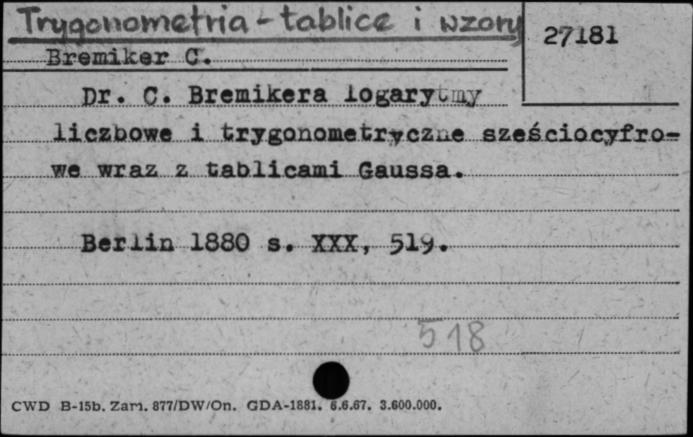 Trygonometria - tablice i wzory
27181
Bremiker C.
Dr. C. Bremikera logarytmy
liczbowe i trygonometryczne sześciocyfro-
we wraz z tablicami Gaussa.
Berlin 1880 s. XXX, 519.
518
CWD B-15b. Zam. 877/DW/On. GDA-1881. 6.6.67. 3.600.000.